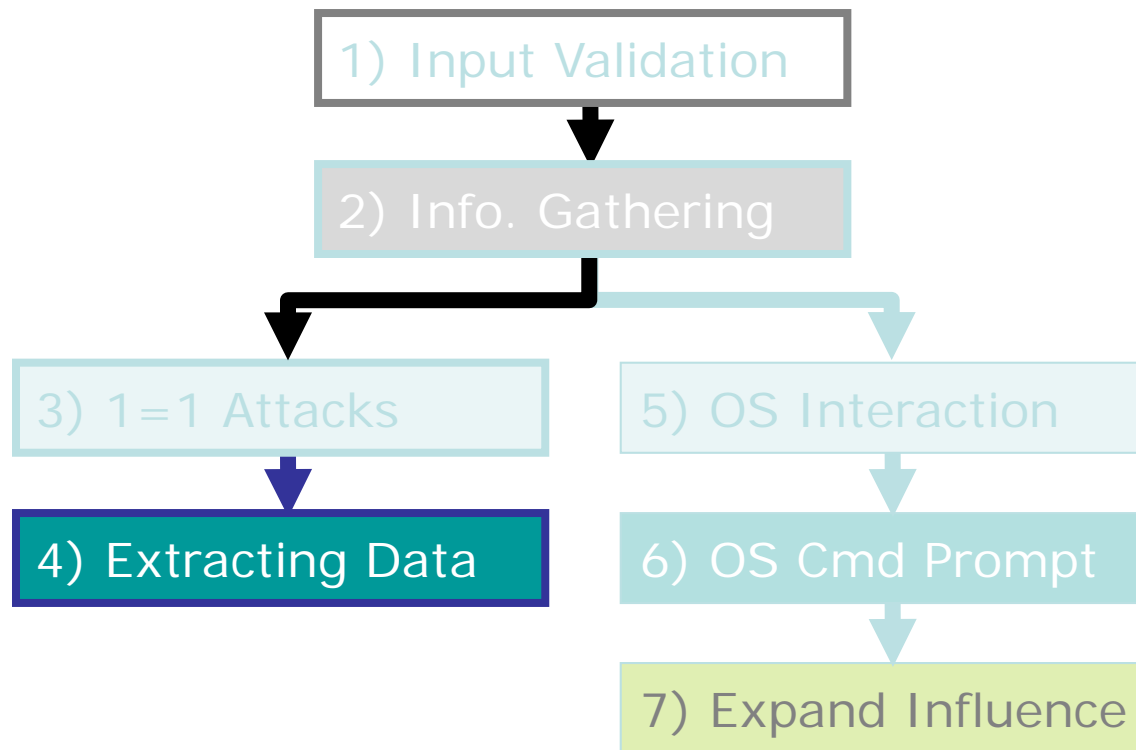 1) Input Validation
2) Info. Gathering
3) 1=1 Attacks
5) OS Interaction
4) Extracting Data
6) OS Cmd Prompt
7) Expand Influence